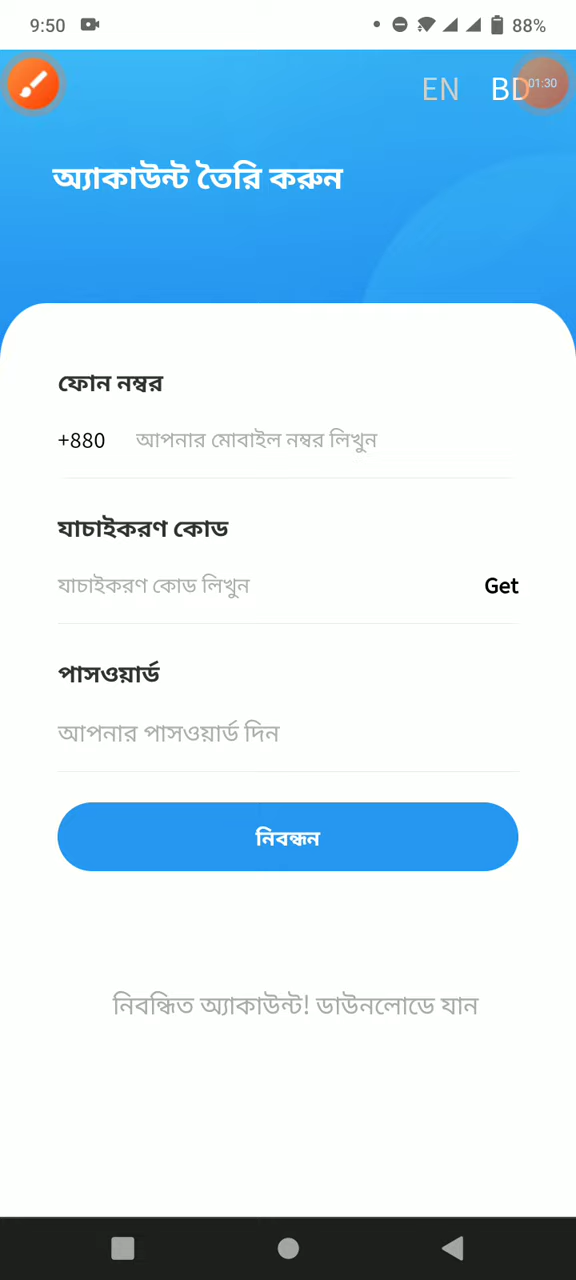 9:50 88%
EN BD 01:30
অ্যাকাউন্ট তৈরি করুন
ফোন নম্বর
+880 আপনার মোবাইল নম্বর লিখুন
যাচাইকরণ কোড
যাচাইকরণ কোড লিখুন Get
পাসওয়ার্ড
আপনার পাসওয়ার্ড দিন
নিবন্ধন
নিবন্ধিত অ্যাকাউন্ট! ডাউনলোডে যান